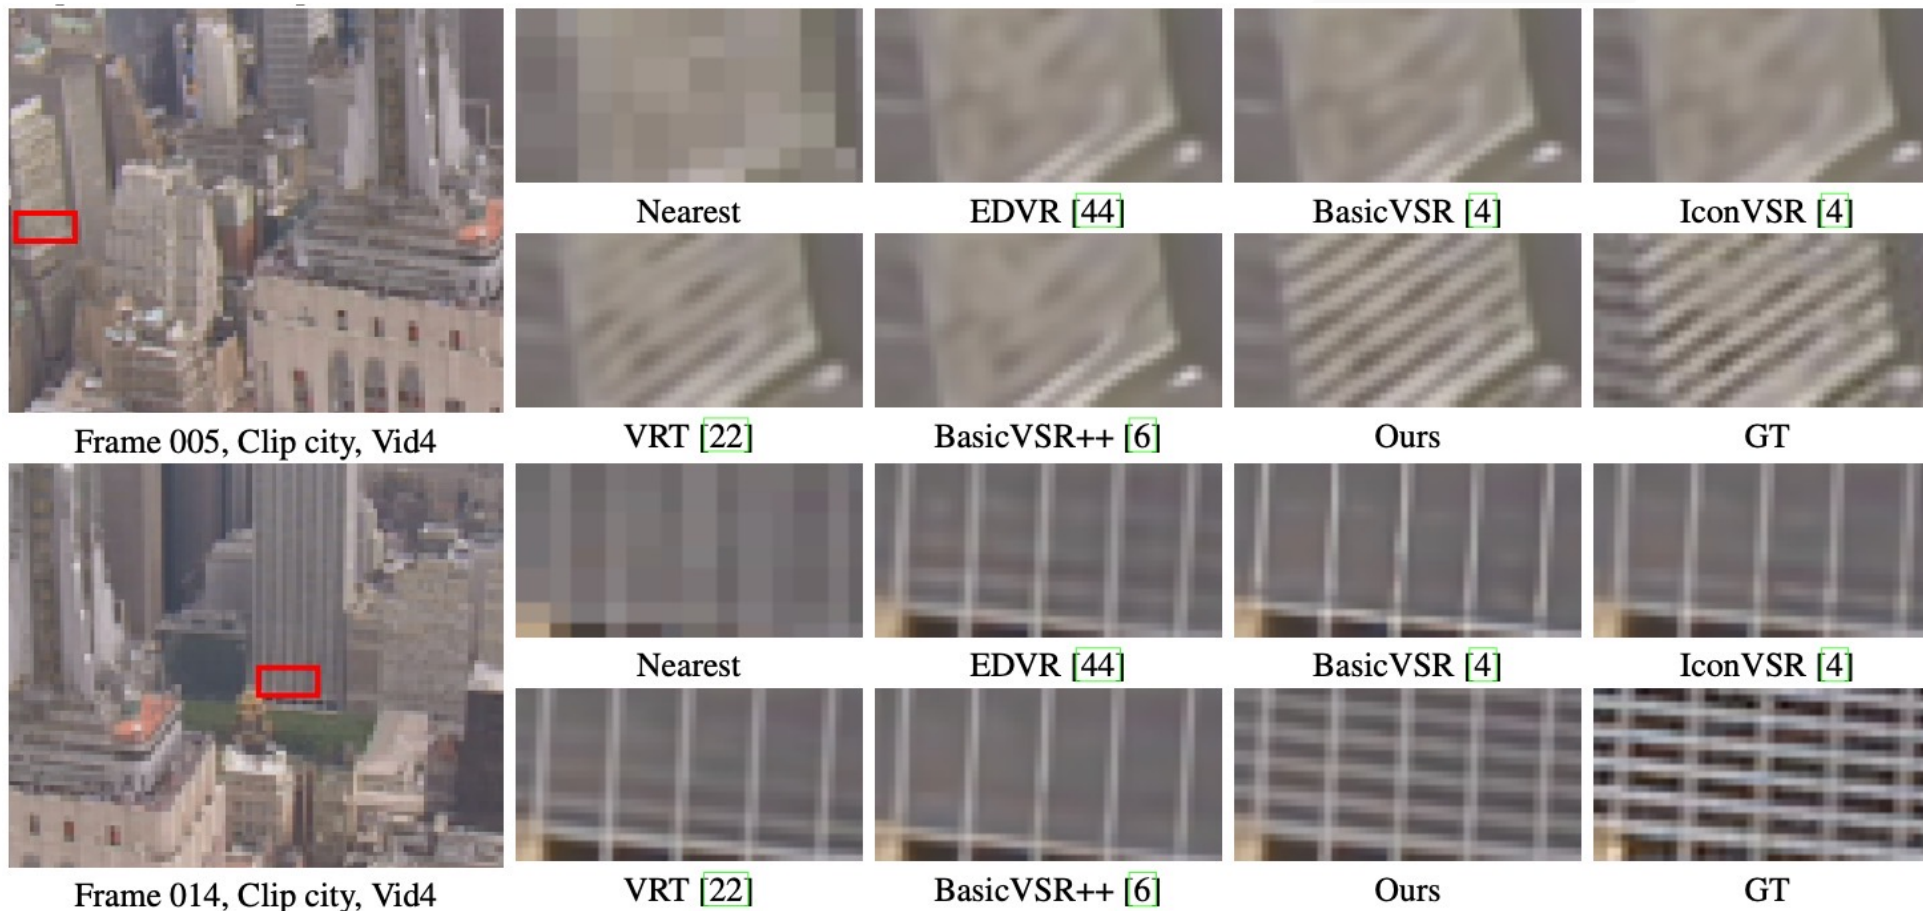 Nearest
EDVR [44]
BasicVSR [4]
IconVSR [4]
VRT [22]
BasicVSR++ [6]
Ours
GT
Frame 005, Clip city, Vid4
Nearest
EDVR [44]
BasicVSR [4]
IconVSR [4]
VRT [22]
BasicVSR++ [6]
Ours
GT
Frame 014, Clip city, Vid4